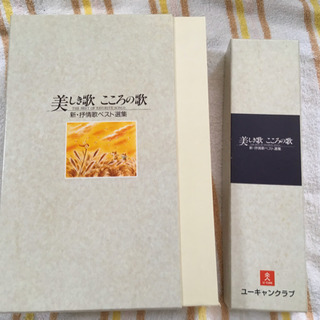 美しき歌 こころの歌
THE BEST OF FAVORITE SONGS
新・抒情歌ベスト選集
美しき歌 こころの歌
新・抒情歌ベスト選集
ユーキャンクラブ